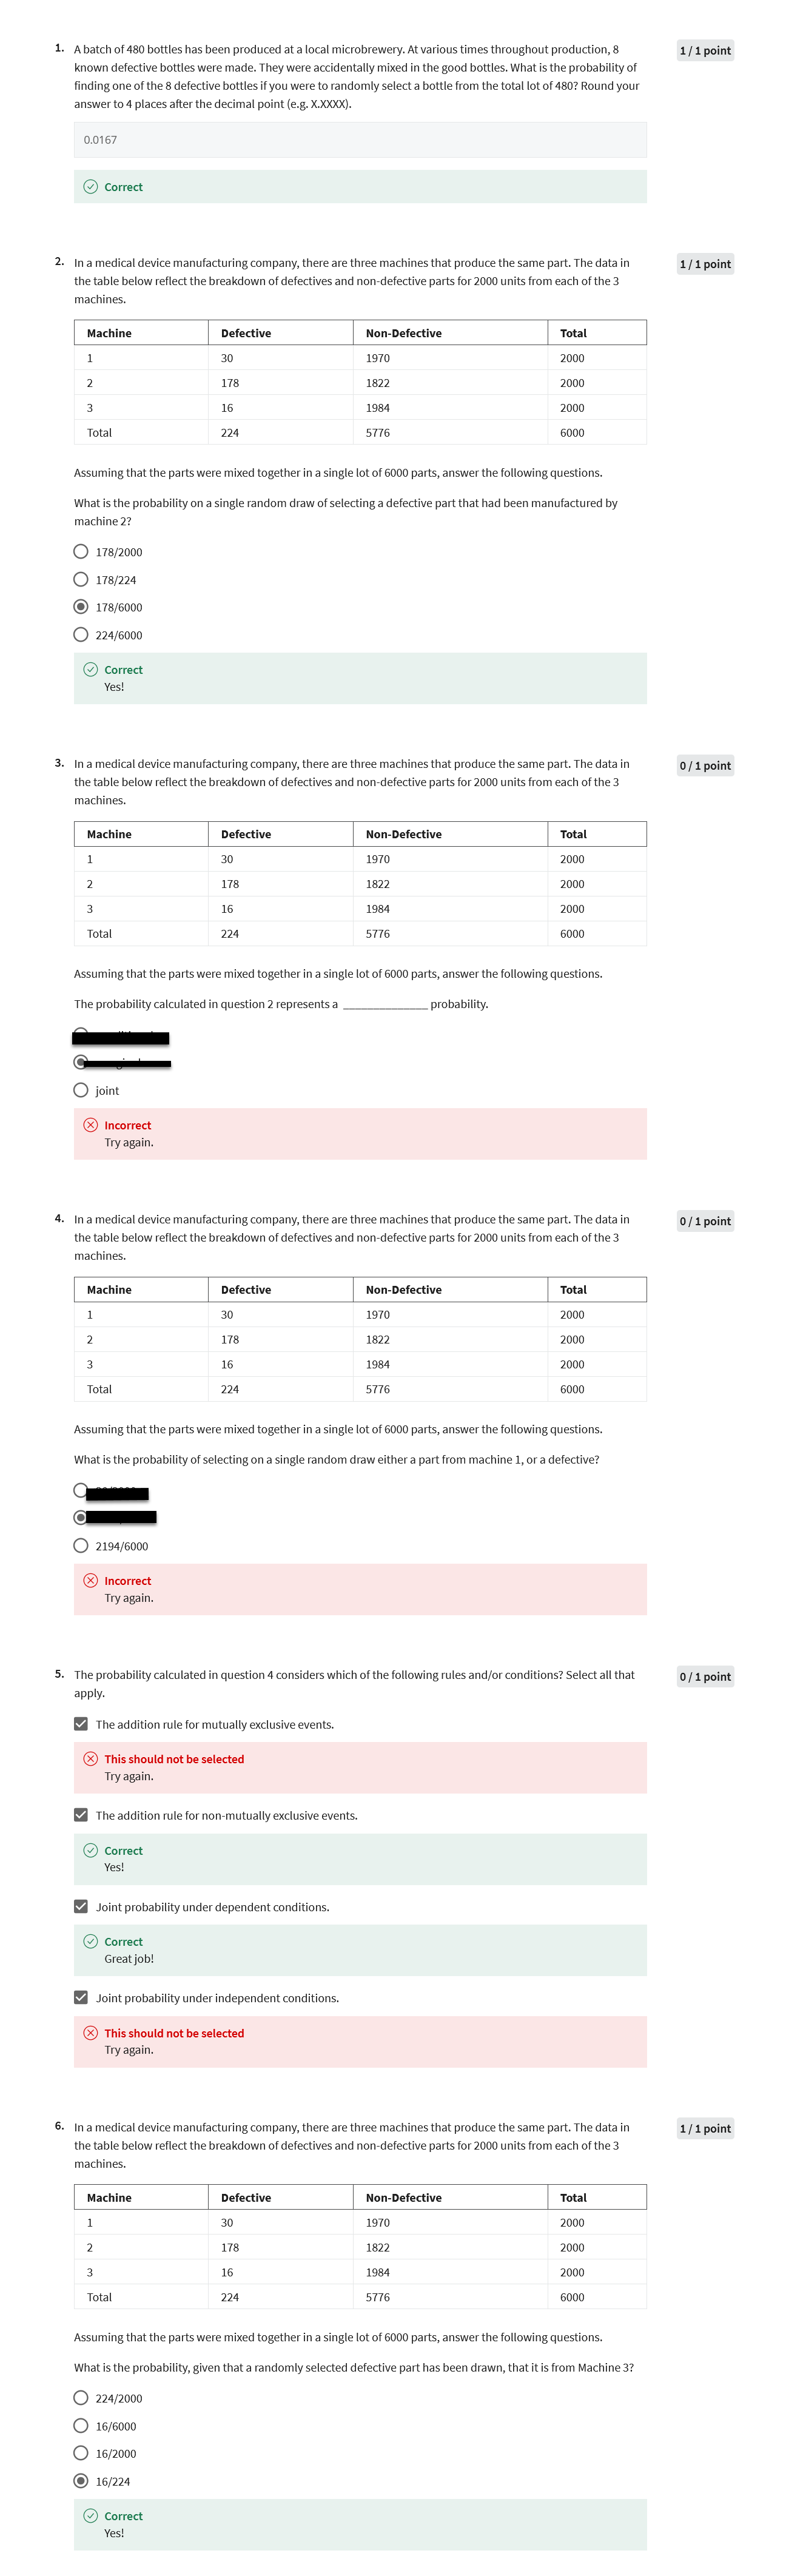 1. A batch of 480 bottles has been produced at a local microbrewery. At various times throughout production, 8
1 / 1 point
known defective bottles were made. They were accidentally mixed in the good bottles. What is the probability of
finding one of the 8 defective bottles if you were to randomly select a bottle from the total lot of 480? Round your
answer to 4 places after the decimal point (e.g. X.XXXX).
0.0167
Correct
2. In a medical device manufacturing company, there are three machines that produce the same part. The data in
1 / 1 point
the table below reflect the breakdown of defectives and non-defective parts for 2000 units from each of the 3
machines.
Machine Defective Non-Defective Total
1 30 1970 2000
2 178 1822 2000
3 16 1984 2000
Total 224 5776 6000
Assuming that the parts were mixed together in a single lot of 6000 parts, answer the following questions.
What is the probability on a single random draw of selecting a defective part that had been manufactured by
machine 2?
178/2000
178/224
178/6000
224/6000
Correct
Yes!
3. In a medical device manufacturing company, there are three machines that produce the same part. The data in
0 / 1 point
the table below reflect the breakdown of defectives and non-defective parts for 2000 units from each of the 3
machines.
Machine Defective Non-Defective Total
1 30 1970 2000
2 178 1822 2000
3 16 1984 2000
Total 224 5776 6000
Assuming that the parts were mixed together in a single lot of 6000 parts, answer the following questions.
The probability calculated in question 2 represents a ______________ probability.
joint
Incorrect
Try again.
4. In a medical device manufacturing company, there are three machines that produce the same part. The data in
0 / 1 point
the table below reflect the breakdown of defectives and non-defective parts for 2000 units from each of the 3
machines.
Machine Defective Non-Defective Total
1 30 1970 2000
2 178 1822 2000
3 16 1984 2000
Total 224 5776 6000
Assuming that the parts were mixed together in a single lot of 6000 parts, answer the following questions.
What is the probability of selecting on a single random draw either a part from machine 1, or a defective?
2194/6000
Incorrect
Try again.
5. The probability calculated in question 4 considers which of the following rules and/or conditions? Select all that
0 / 1 point
apply.
The addition rule for mutually exclusive events.
This should not be selected
Try again.
The addition rule for non-mutually exclusive events.
Correct
Yes!
Joint probability under dependent conditions.
Correct
Great job!
Joint probability under independent conditions.
This should not be selected
Try again.
6. In a medical device manufacturing company, there are three machines that produce the same part. The data in
1 / 1 point
the table below reflect the breakdown of defectives and non-defective parts for 2000 units from each of the 3
machines.
Machine Defective Non-Defective Total
1 30 1970 2000
2 178 1822 2000
3 16 1984 2000
Total 224 5776 6000
Assuming that the parts were mixed together in a single lot of 6000 parts, answer the following questions.
What is the probability, given that a randomly selected defective part has been drawn, that it is from Machine 3?
224/2000
16/6000
16/2000
16/224
Correct
Yes!